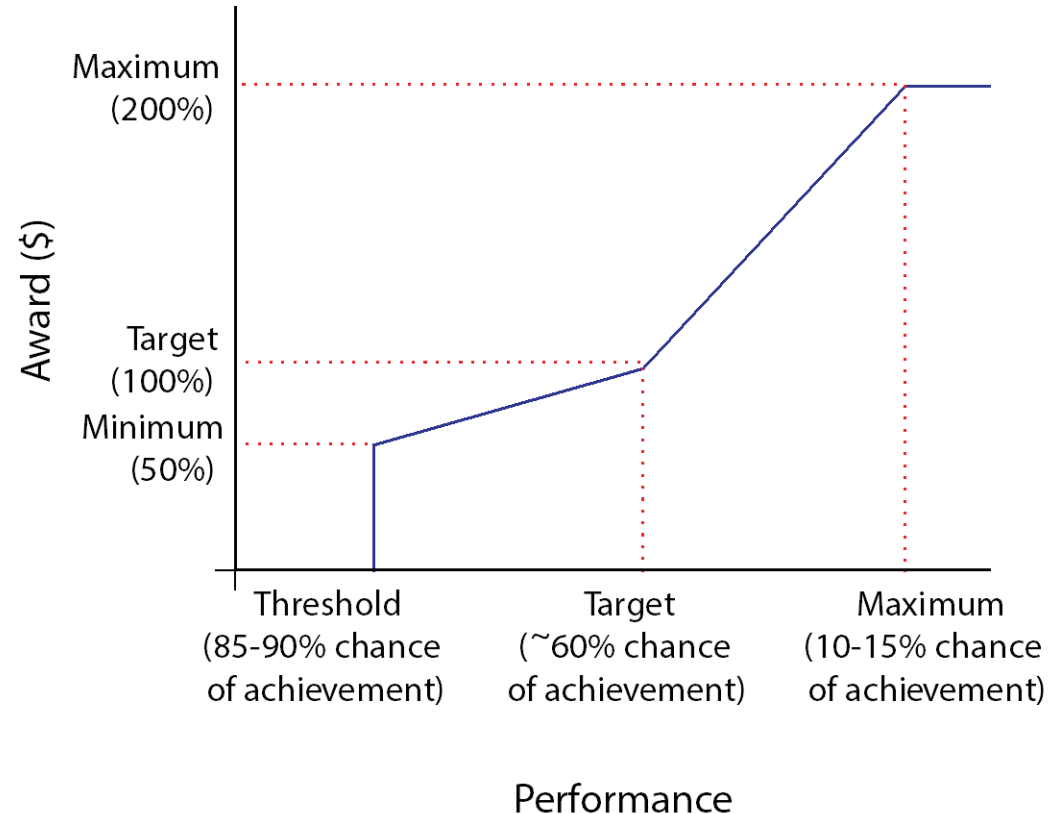 Maximum
(200%)
Award ($)
Target
(100%)
Minimum
(50%)
Threshold
(85-90% chance
of achievement)
Target
(~60% chance
of achievement)
Maximum
(10-15% chance
of achievement)
Performance